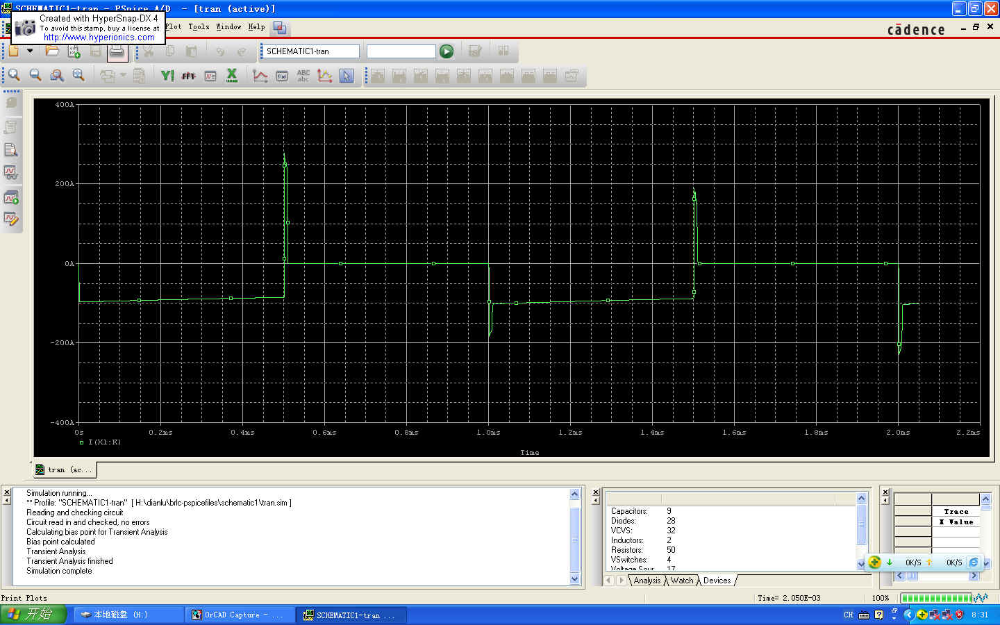 SCHEMATIC1-tran - PSpice A/D - [tran (active)]
Created with HyperSnap-DX 4
To avoid this stamp, buy a license at
http://www.hyperionics.com
Plot Tools Window Help
cādence
SCHEMATIC1-tran
FFT
ABC
abc
400A
200A
0A
-200A
-400A
0s 0.2ms 0.4ms 0.6ms 0.8ms 1.0ms 1.2ms 1.4ms 1.6ms 1.8ms 2.0ms 2.2ms
I(X1:K)
Time
tran (ac...
Simulation running...
** Profile: "SCHEMATIC1-tran" [ H:\dianlu\brlc-pspicefiles\schematic1\tran.sim ]
Reading and checking circuit
Circuit read in and checked, no errors
Calculating bias point for Transient Analysis
Bias point calculated
Transient Analysis
Transient Analysis finished
Simulation complete
Capacitors: 9
Diodes: 28
VCVS: 32
Inductors: 2
Resistors: 50
VSwitches: 4
Analysis Watch Devices
Trace
X Value
0K/S 0K/S
Print Plots
Time= 2.050E-03 100%
开始
本地磁盘 (H:)
OrCAD Capture - ...
SCHEMATIC1-tran ...
CH
8:31